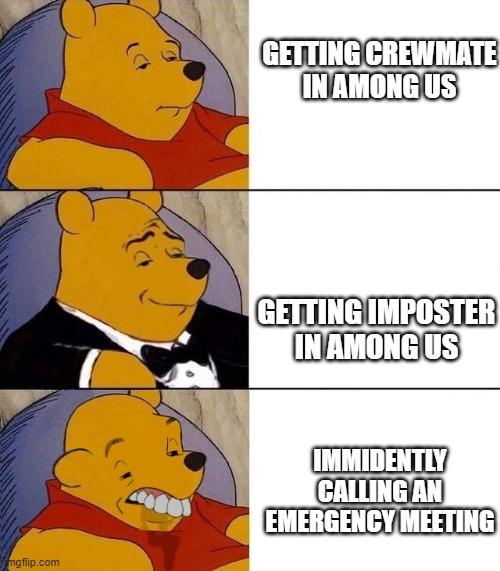 GETTING CREWMATE
IN AMONG US
GETTING IMPOSTER
IN AMONG US
IMMIDENTLY
CALLING AN
EMERGENCY MEETING
imgflip.com